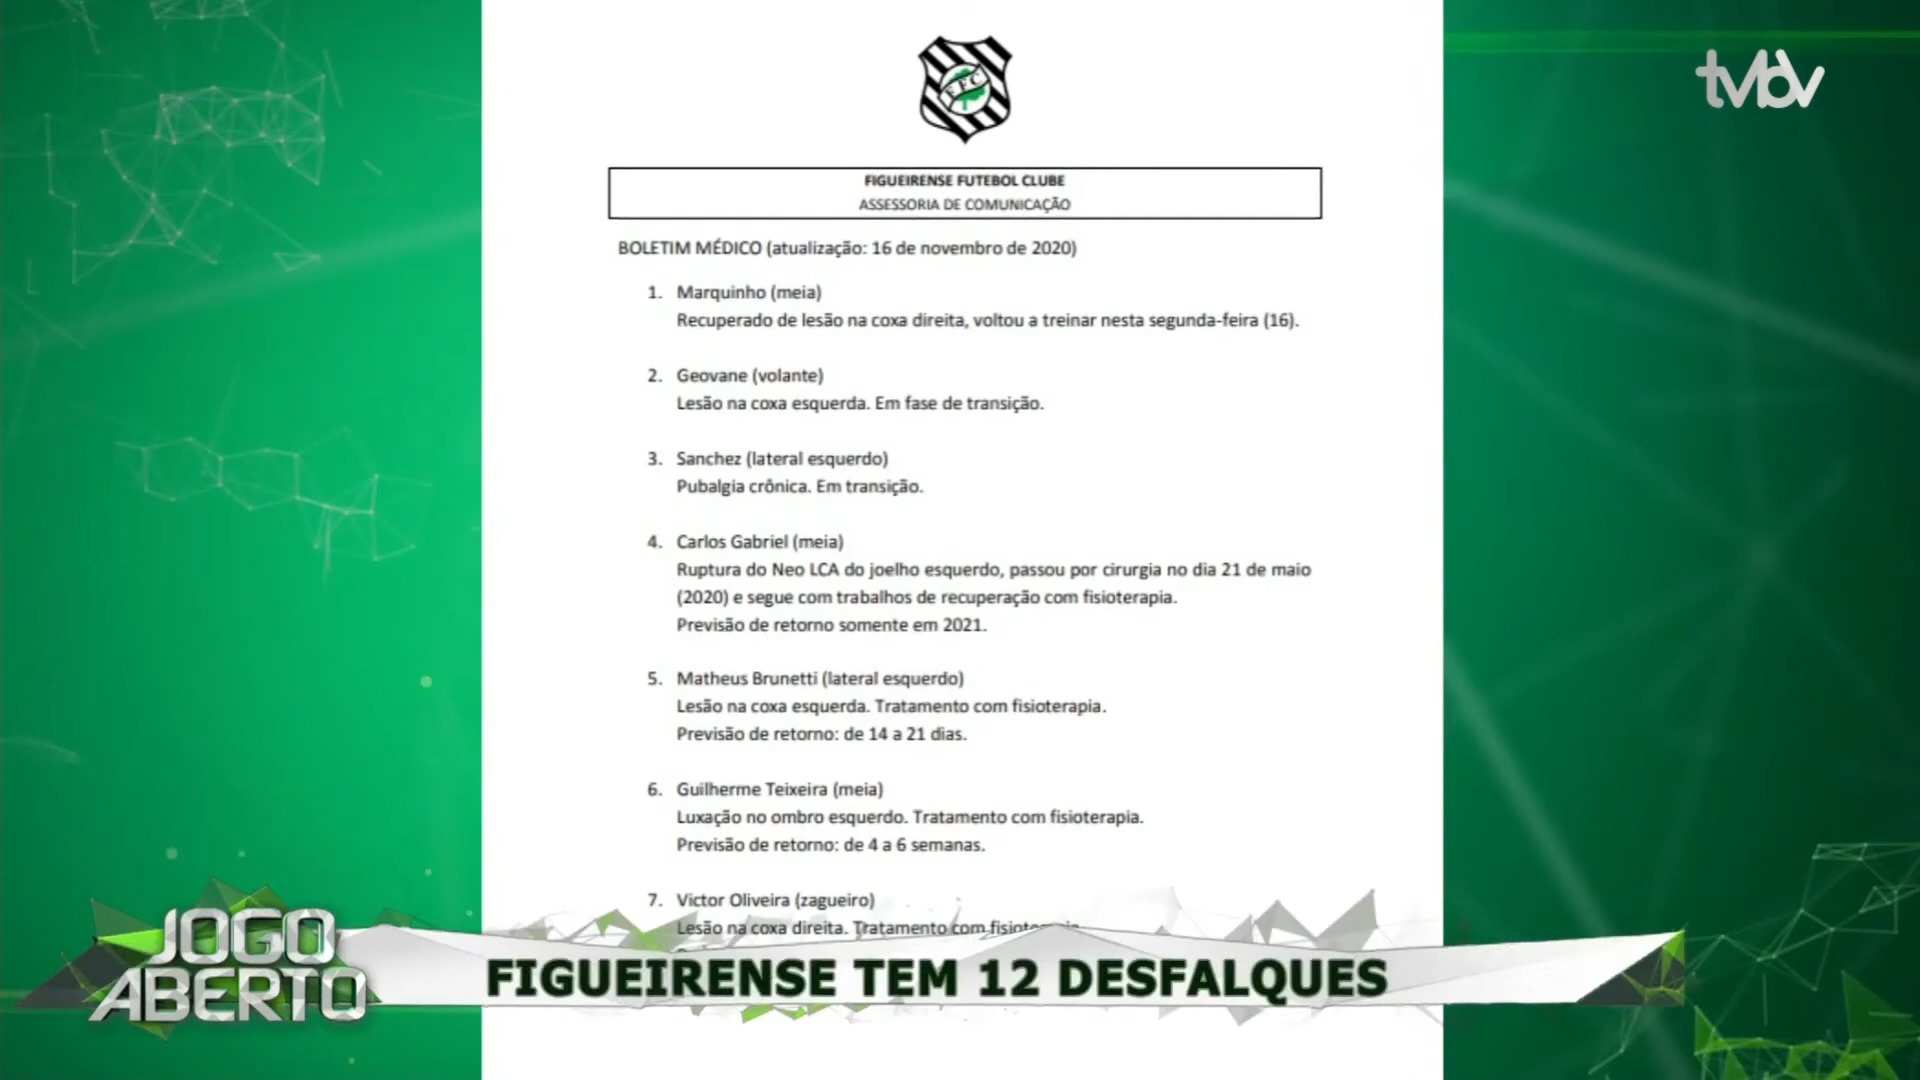 FFC
tvbv
FIGUEIRENSE FUTEBOL CLUBE
ASSESSORIA DE COMUNICAÇÃO
BOLETIM MÉDICO (atualização: 16 de novembro de 2020)
1. Marquinho (meia)
Recuperado de lesão na coxa direita, voltou a treinar nesta segunda-feira (16).
2. Geovane (volante)
Lesão na coxa esquerda. Em fase de transição.
3. Sanchez (lateral esquerdo)
Pubalgia crônica. Em transição.
4. Carlos Gabriel (meia)
Ruptura do Neo LCA do joelho esquerdo, passou por cirurgia no dia 21 de maio
(2020) e segue com trabalhos de recuperação com fisioterapia.
Previsão de retorno somente em 2021.
5. Matheus Brunetti (lateral esquerdo)
Lesão na coxa esquerda. Tratamento com fisioterapia.
Previsão de retorno: de 14 a 21 dias.
6. Guilherme Teixeira (meia)
Luxação no ombro esquerdo. Tratamento com fisioterapia.
Previsão de retorno: de 4 a 6 semanas.
7. Victor Oliveira (zagueiro)
Lesão na coxa direita. Tratamento com
JOGO
ABERTO
FIGUEIRENSE TEM 12 DESFALQUES